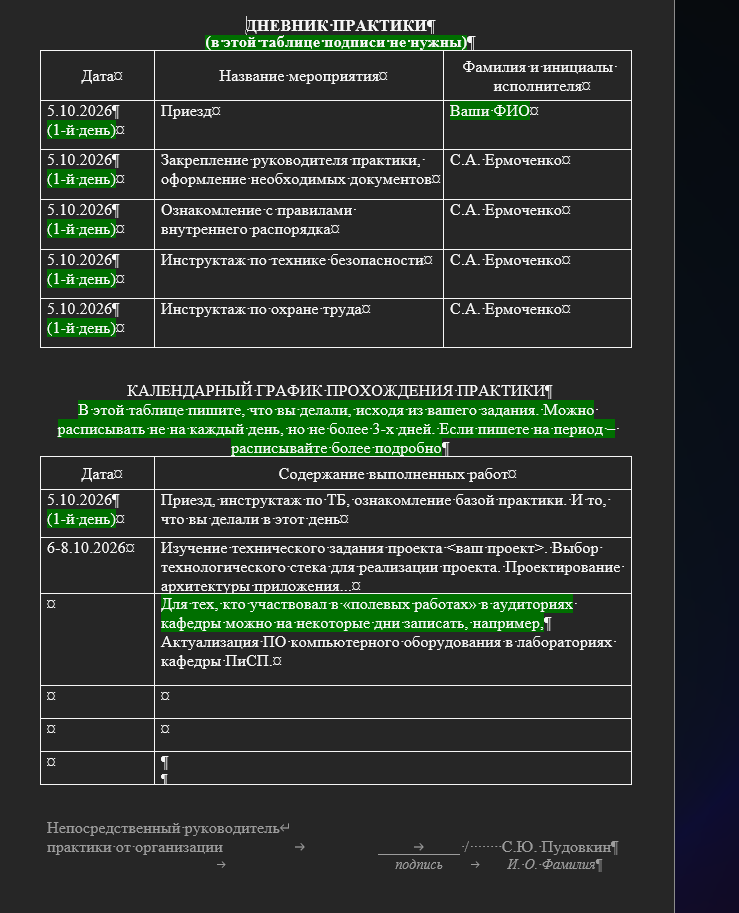 ДНЕВНИК ПРАКТИКИ
(в этой таблице подписи не нужны)
Дата Название мероприятия Фамилия и инициалы
исполнителя
5.10.2026 Приезд Ваши ФИО
(1-й день)
5.10.2026 Закрепление руководителя практики, С.А. Ермоченко
(1-й день) оформление необходимых документов
5.10.2026 Ознакомление с правилами С.А. Ермоченко
(1-й день) внутреннего распорядка
5.10.2026 Инструктаж по технике безопасности С.А. Ермоченко
(1-й день)
5.10.2026 Инструктаж по охране труда С.А. Ермоченко
(1-й день)
КАЛЕНДАРНЫЙ ГРАФИК ПРОХОЖДЕНИЯ ПРАКТИКИ
В этой таблице пишите, что вы делали, исходя из вашего задания. Можно
расписывать не на каждый день, но не более 3-х дней. Если пишете на период –
расписывайте более подробно
Дата Содержание выполненных работ
5.10.2026 Приезд, инструктаж по ТБ, ознакомление базой практики. И то,
(1-й день) что вы делали в этот день
6-8.10.2026 Изучение технического задания проекта <ваш проект>. Выбор
технологического стека для реализации проекта. Проектирование
архитектуры приложения...
Для тех, кто участвовал в «полевых работах» в аудиториях
кафедры можно на некоторые дни записать, например,
Актуализация ПО компьютерного оборудования в лабораториях
кафедры ПиСП.
Непосредственный руководитель
практики от организации / С.Ю. Пудовкин
подпись И. О. Фамилия